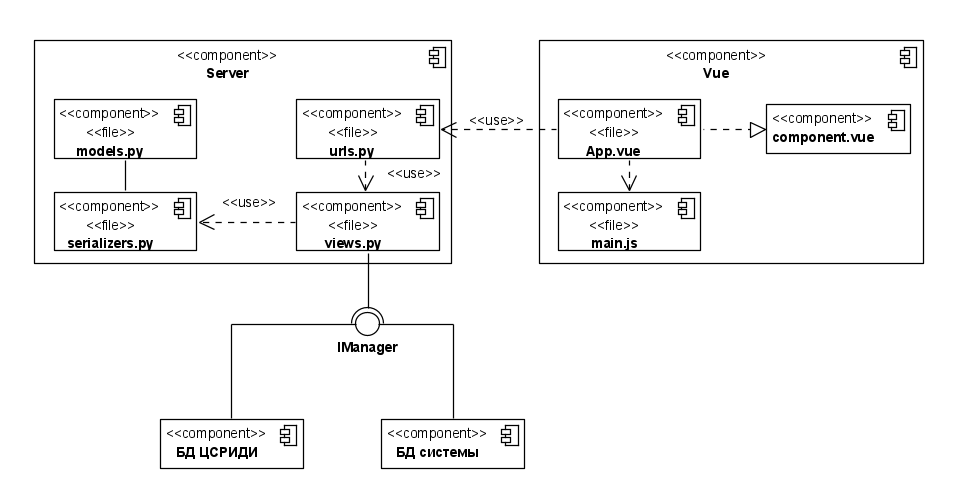 <<component>>
Server
<<component>>
<<file>>
models.py
<<component>>
<<file>>
urls.py
<<use>>
<<use>>
<<component>>
<<file>>
serializers.py
<<use>>
<<component>>
<<file>>
views.py
<<component>>
Vue
<<component>>
<<file>>
App.vue
<<component>>
component.vue
<<component>>
<<file>>
main.js
IManager
<<component>>
БД ЦСРИДИ
<<component>>
БД системы